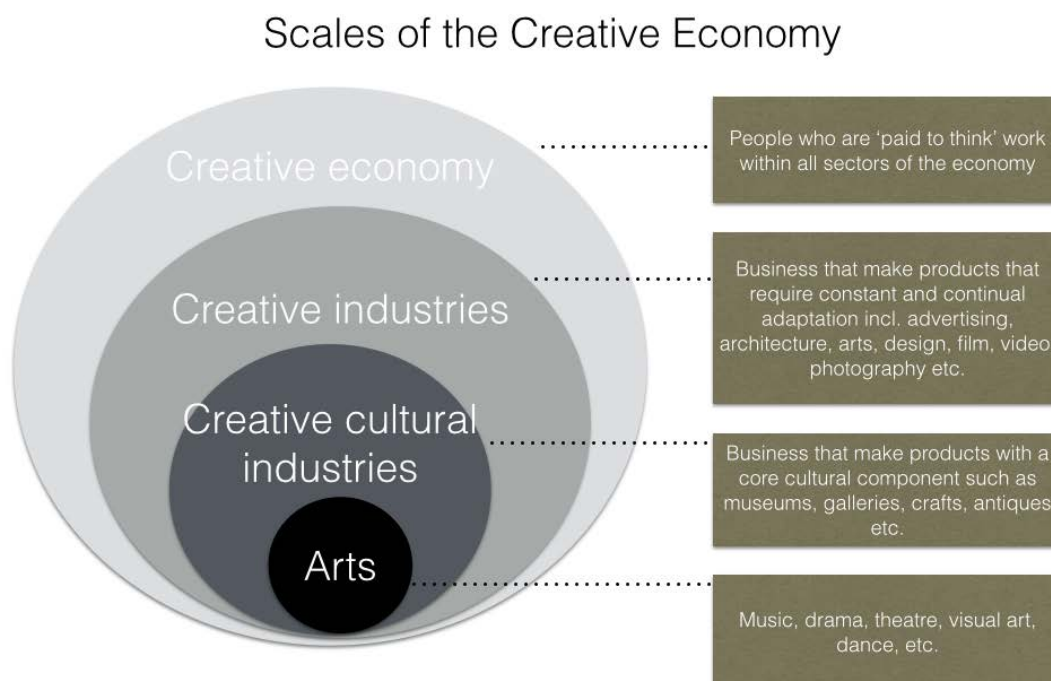 Scales of the Creative Economy
Creative economy
People who are ‘paid to think’ work
within all sectors of the economy
Creative industries
Business that make products that
require constant and continual
adaptation incl. advertising,
architecture, arts, design, film, video,
photography etc.
Creative cultural
industries
Business that make products with a
core cultural component such as
museums, galleries, crafts, antiques
etc.
Arts
Music, drama, theatre, visual art,
dance, etc.